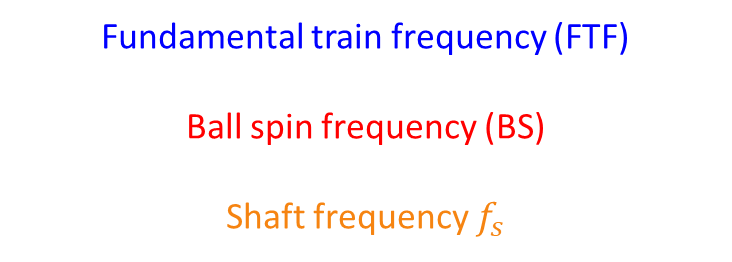 Fundamental train frequency (FTF)
Ball spin frequency (BS)
Shaft frequency fs